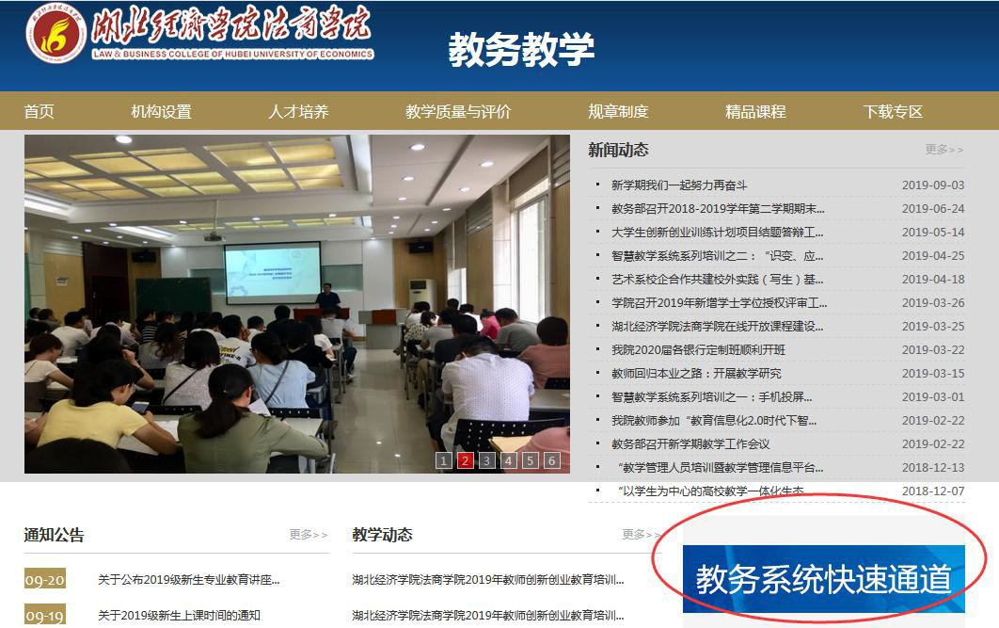 湖北经济学院法商学院
LAW & BUSINESS COLLEGE OF HUBEI UNIVERSITY OF ECONOMICS
教务教学
首页 机构设置 人才培养 教学质量与评价 规章制度 精品课程 下载专区
新闻动态 更多>>
新学期我们一起努力再奋斗 2019-09-03
教务部召开2018-2019学年第二学期期末... 2019-06-24
大学生创新创业训练计划项目结题答辩工... 2019-05-14
智慧教学系统系列培训之二：“识变、应... 2019-04-25
艺术系校企合作共建校外实践（写生）基... 2019-04-18
学院召开2019年新增学士学位授权评审工... 2019-03-26
湖北经济学院法商学院在线开放课程建设... 2019-03-25
我院2020届各银行定制班顺利开班 2019-03-22
教师回归本业之路：开展教学研究 2019-03-15
智慧教学系统系列培训之一：手机投屏... 2019-03-01
我院教师参加“教育信息化2.0时代下智... 2019-02-22
教务部召开新学期教学工作会议 2019-02-22
“教学管理人员培训暨教学管理信息平台... 2018-12-13
“以学生为中心的高校教学一体化生态 2018-12-07
1 2 3 4 5 6
通知公告 更多>>
09-20 关于公布2019级新生专业教育讲座...
09-19 关于2019级新生上课时间的通知
教学动态 更多>>
湖北经济学院法商学院2019年教师创新创业教育培训...
湖北经济学院法商学院2019年教师创新创业教育培训...
教务系统快速通道